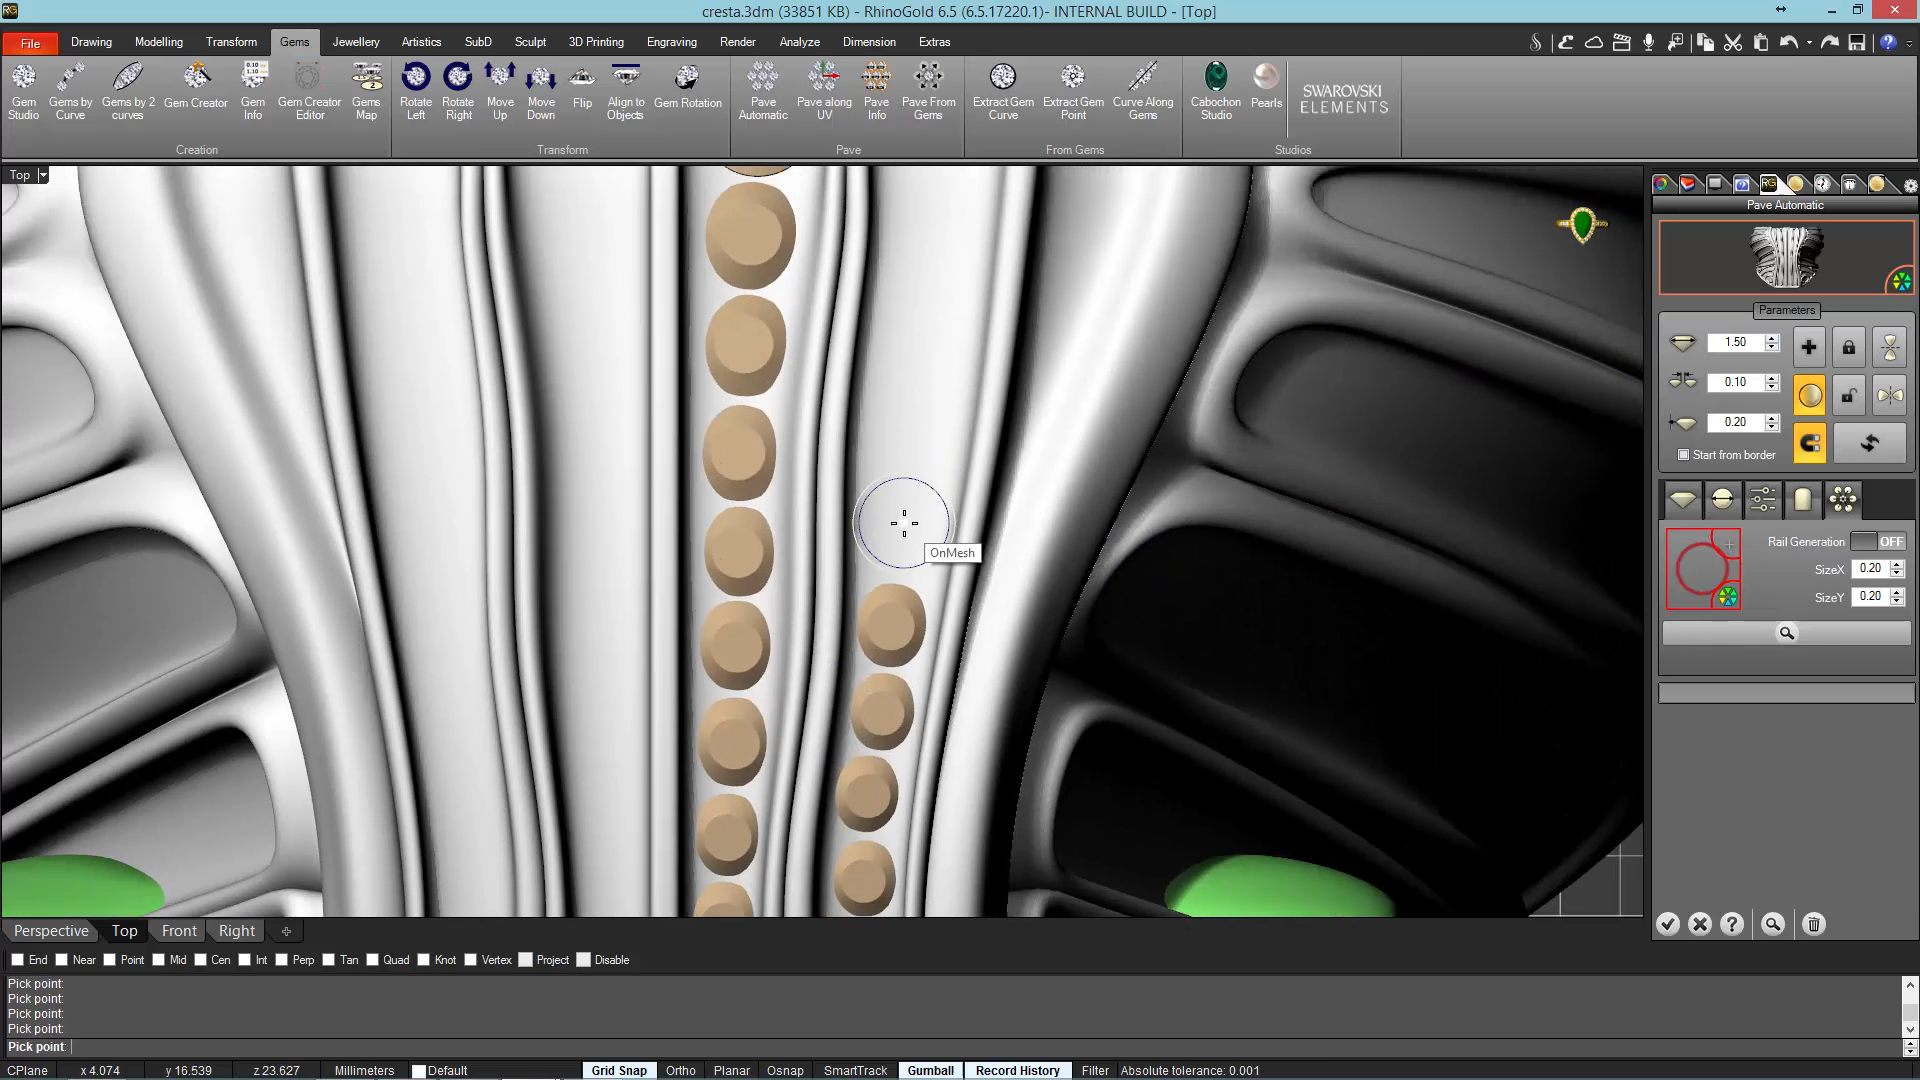 cresta.3dm (33851 KB) - RhinoGold 6.5 (6.5.17220.1)- INTERNAL BUILD - [Top]
File Drawing Modelling Transform Gems Jewellery Artistics SubD Sculpt 3D Printing Engraving Render Analyze Dimension Extras
Gem Studio
Gems by Curve
Gems by 2 curves
Gem Creator
Gem Info
Gem Creator Editor
Gems Map
Rotate Left
Rotate Right
Move Up
Move Down
Flip
Align to Objects
Gem Rotation
Pave Automatic
Pave along UV
Pave Info
Pave From Gems
Extract Gem Curve
Extract Gem Point
Curve Along Gems
Cabochon Studio
Pearls
SWAROVSKI ELEMENTS
Creation Transform Pave From Gems Studios
Top
OnMesh
Pave Automatic
Parameters
1.50
0.10
0.20
Start from border
Rail Generation OFF
SizeX 0.20
SizeY 0.20
Perspective Top Front Right
End Near Point Mid Cen Int Perp Tan Quad Knot Vertex Project Disable
Pick point:
Pick point:
Pick point:
Pick point:
Pick point:
CPlane x 4.074 y 16.539 z 23.627 Millimeters Default Grid Snap Ortho Planar Osnap SmartTrack Gumball Record History Filter Absolute tolerance: 0.001